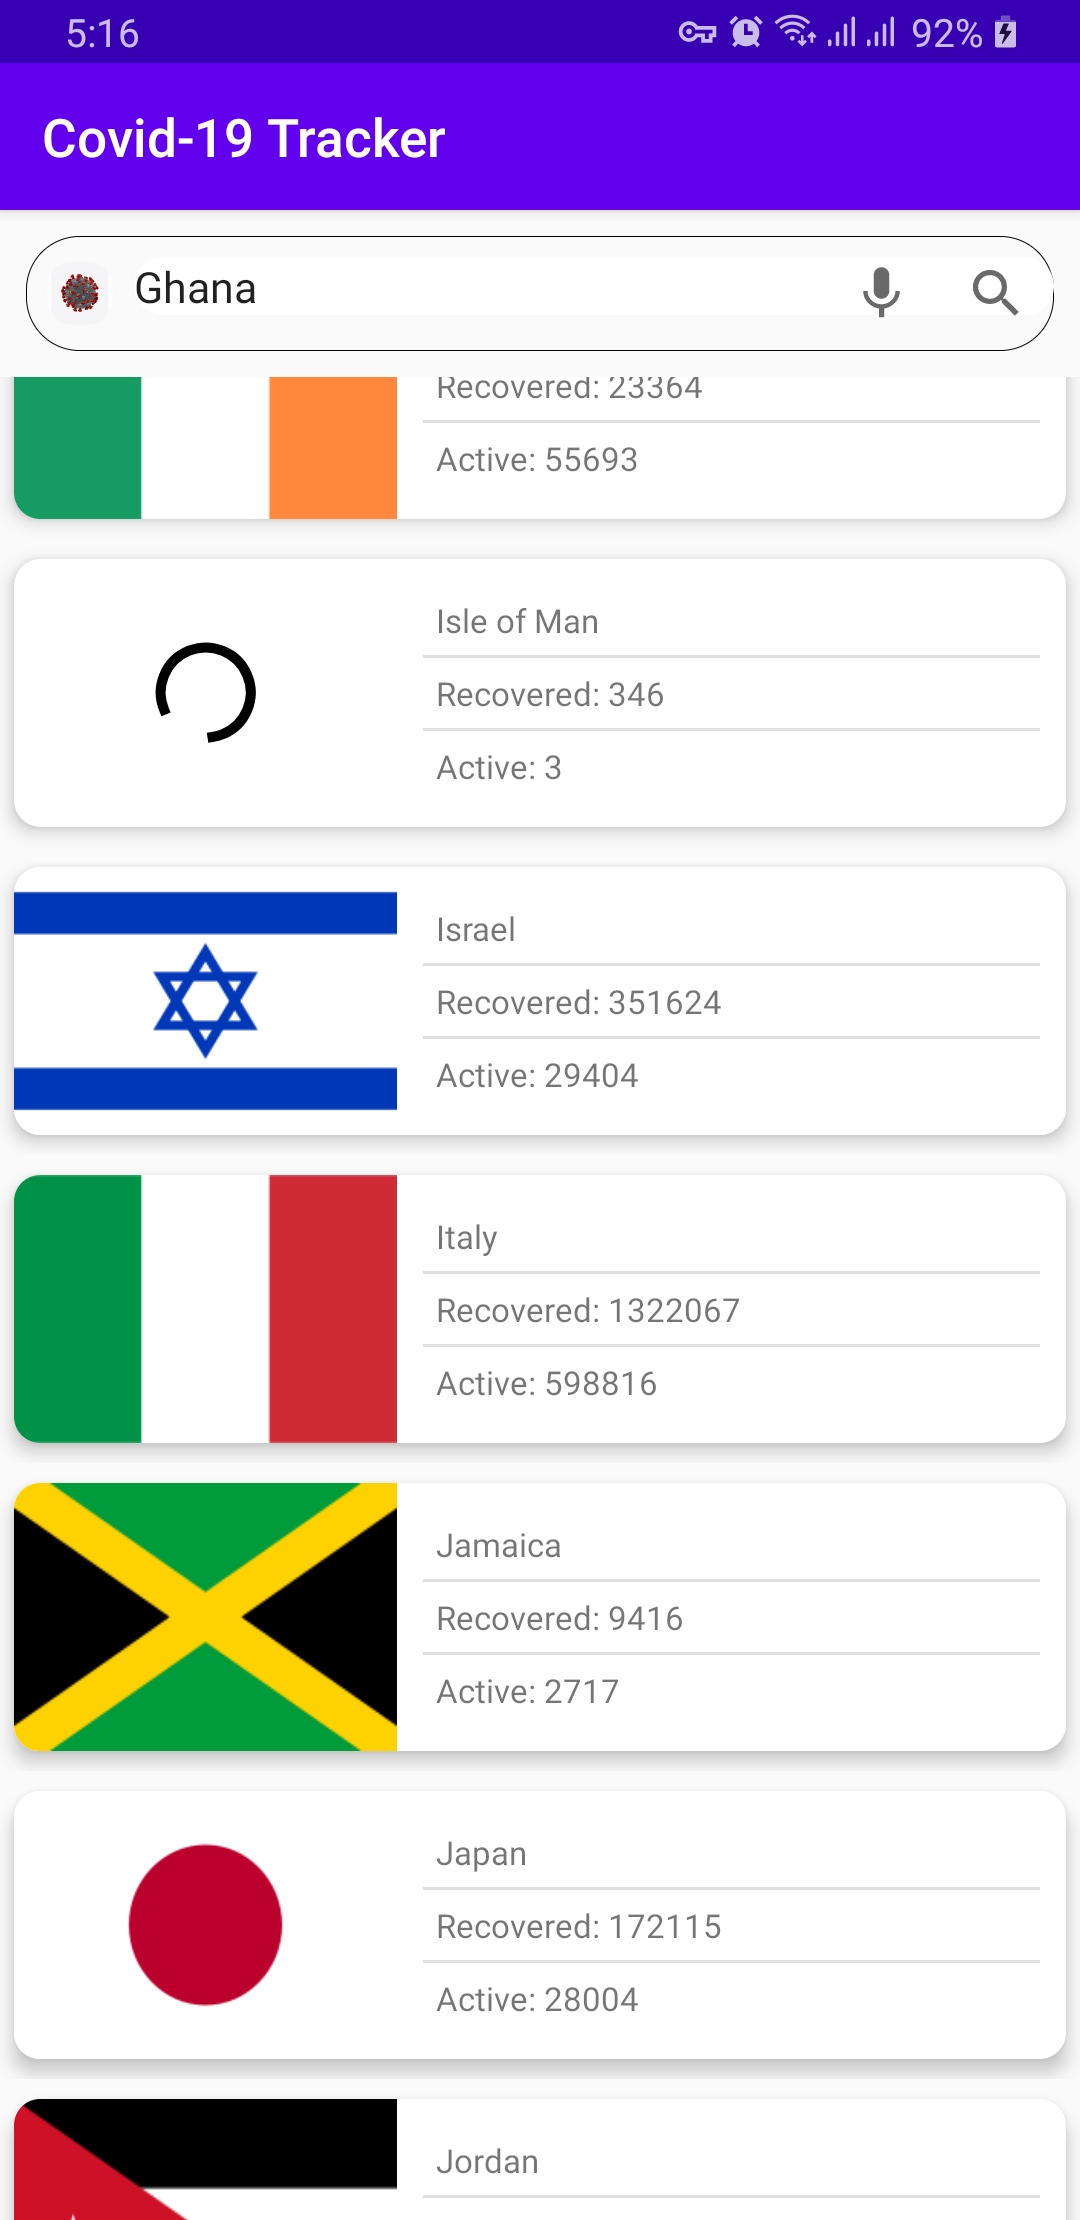 5:16 92%
Covid-19 Tracker
Ghana
Recovered: 23364
Active: 55693
Isle of Man
Recovered: 346
Active: 3
Israel
Recovered: 351624
Active: 29404
Italy
Recovered: 1322067
Active: 598816
Jamaica
Recovered: 9416
Active: 2717
Japan
Recovered: 172115
Active: 28004
Jordan